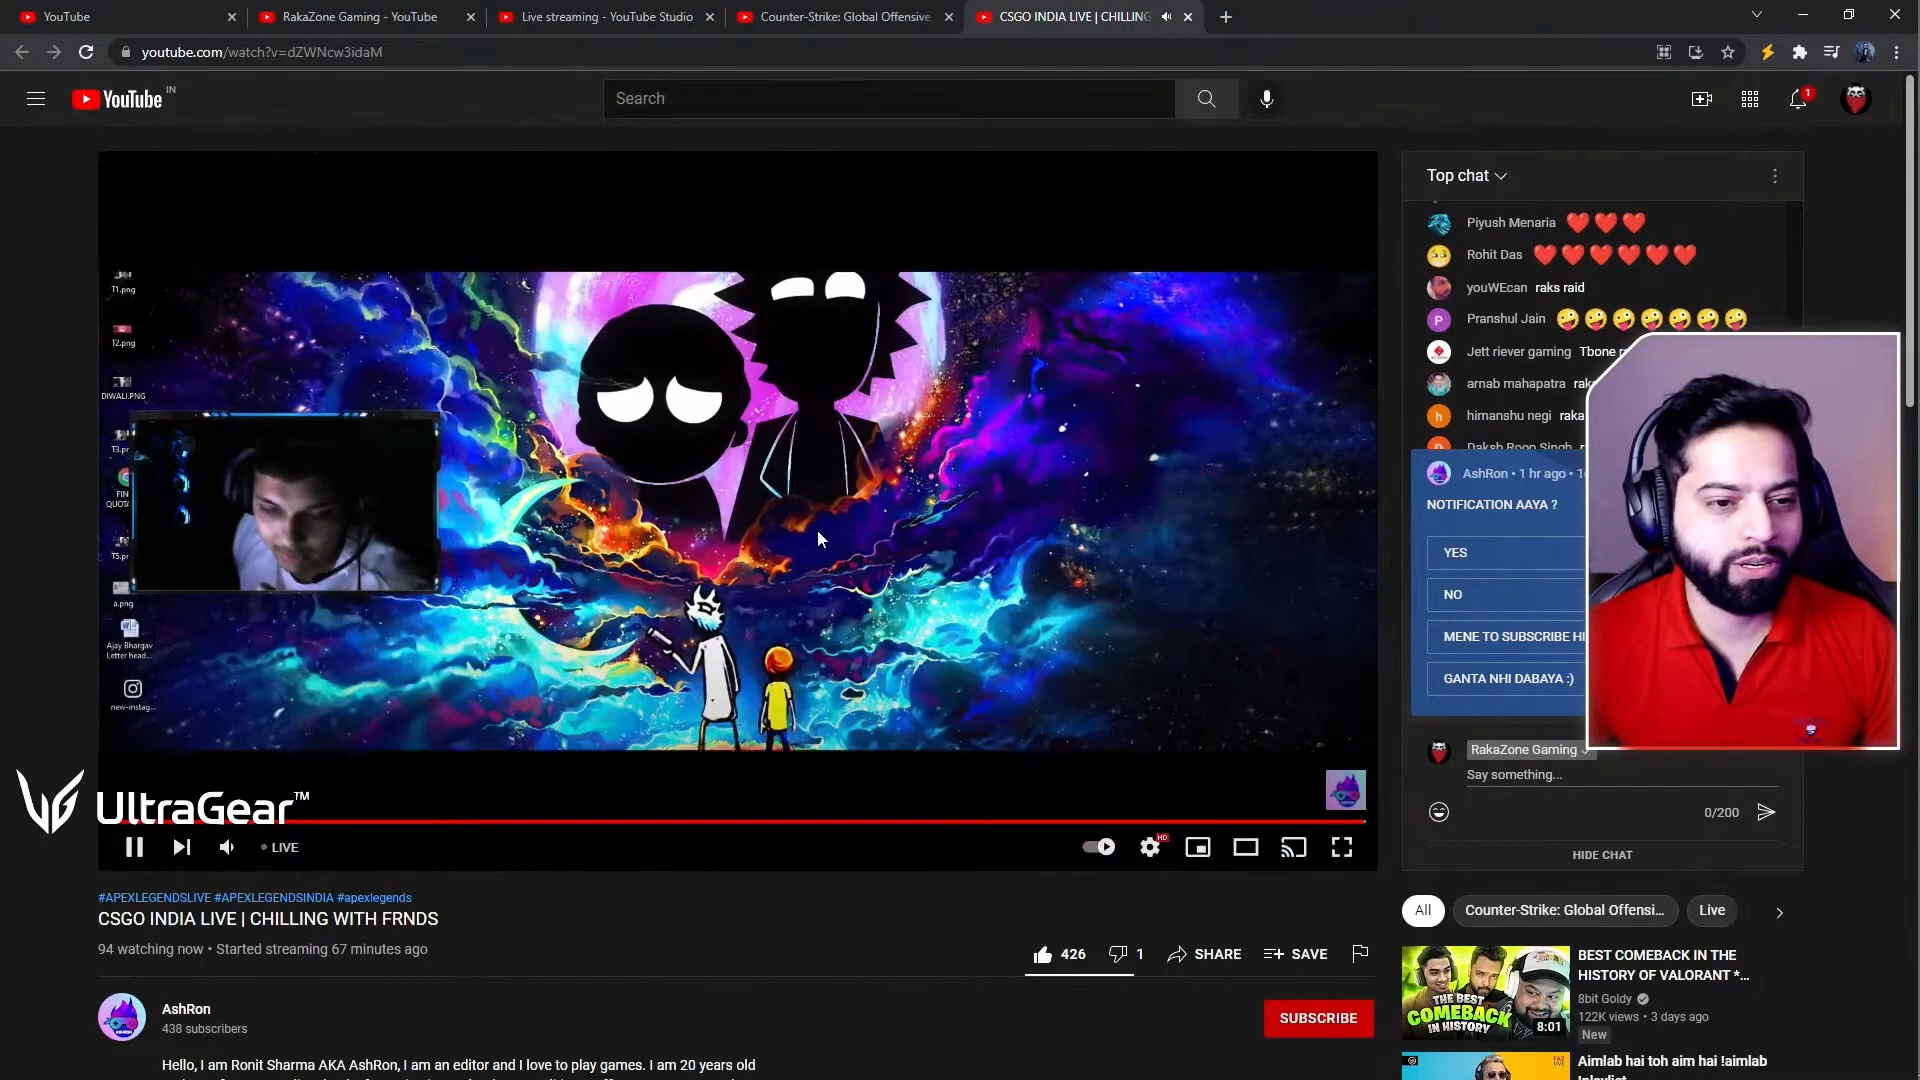 YouTube
RakaZone Gaming - YouTube
Live streaming - YouTube Studio
Counter-Strike: Global Offensive
CSGO INDIA LIVE | CHILLING
youtube.com/watch?v=dZWNcw3idaM
YouTube IN
Search
1
Top chat
Piyush Menaria
Rohit Das
youWEcan raks raid
Pranshul Jain
P
Jett riever gaming Tbone
arnab mahapatra
h
himanshu negi raka
Daksh Roop Singh
T1.png
T2.png
DIWALI.PNG
a.png
Ajay Bhargav
Letter head...
new-instag...
AshRon • 1 hr ago •
NOTIFICATION AAYA ?
YES
NO
MENE TO SUBSCRIBE HI
GANTA NHI DABAYA :)
RakaZone Gaming
Say something...
0/200
HIDE CHAT
UltraGear™
LIVE
HD
#APEXLEGENDSLIVE #APEXLEGENDSINDIA #apexlegends
CSGO INDIA LIVE | CHILLING WITH FRNDS
94 watching now • Started streaming 67 minutes ago
426
1
SHARE
SAVE
AshRon
438 subscribers
SUBSCRIBE
Hello, I am Ronit Sharma AKA AshRon, I am an editor and I love to play games. I am 20 years old
All
Counter-Strike: Global Offensi...
Live
THE BEST
COMEBACK
IN HISTORY
8:01
BEST COMEBACK IN THE
HISTORY OF VALORANT *...
8bit Goldy
122K views • 3 days ago
New
Aimlab hai toh aim hai !aimlab